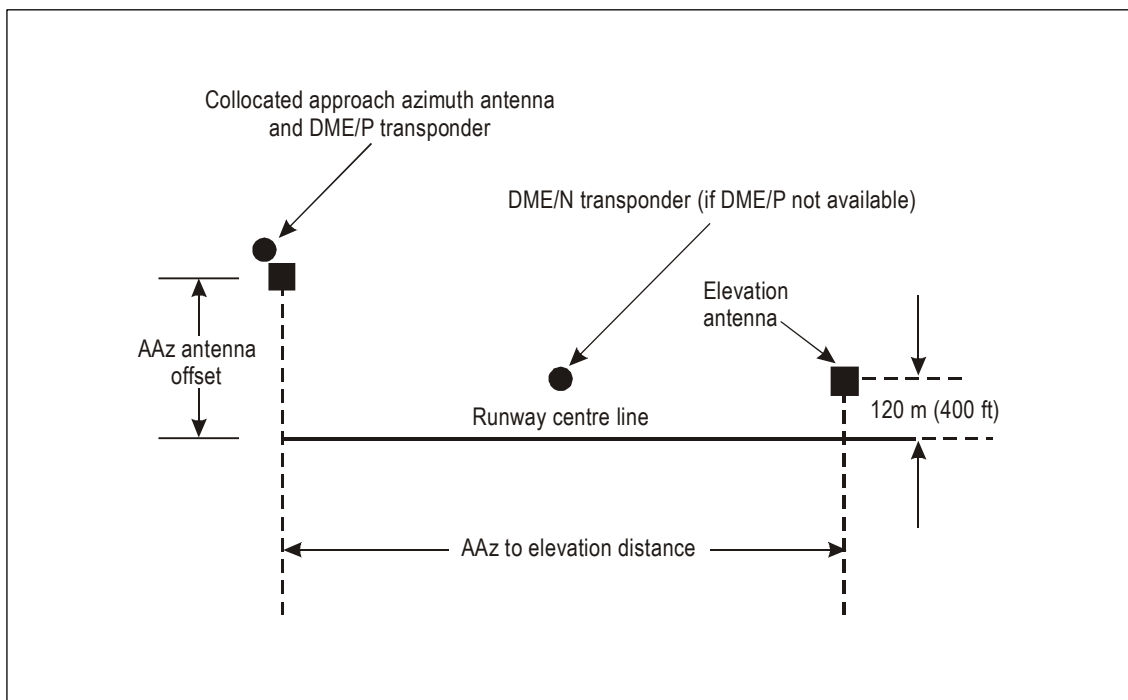 Collocated approach azimuth antenna
and DME/P transponder
DME/N transponder (if DME/P not available)
Elevation
antenna
AAz antenna
offset
120 m (400 ft)
Runway centre line
AAz to elevation distance